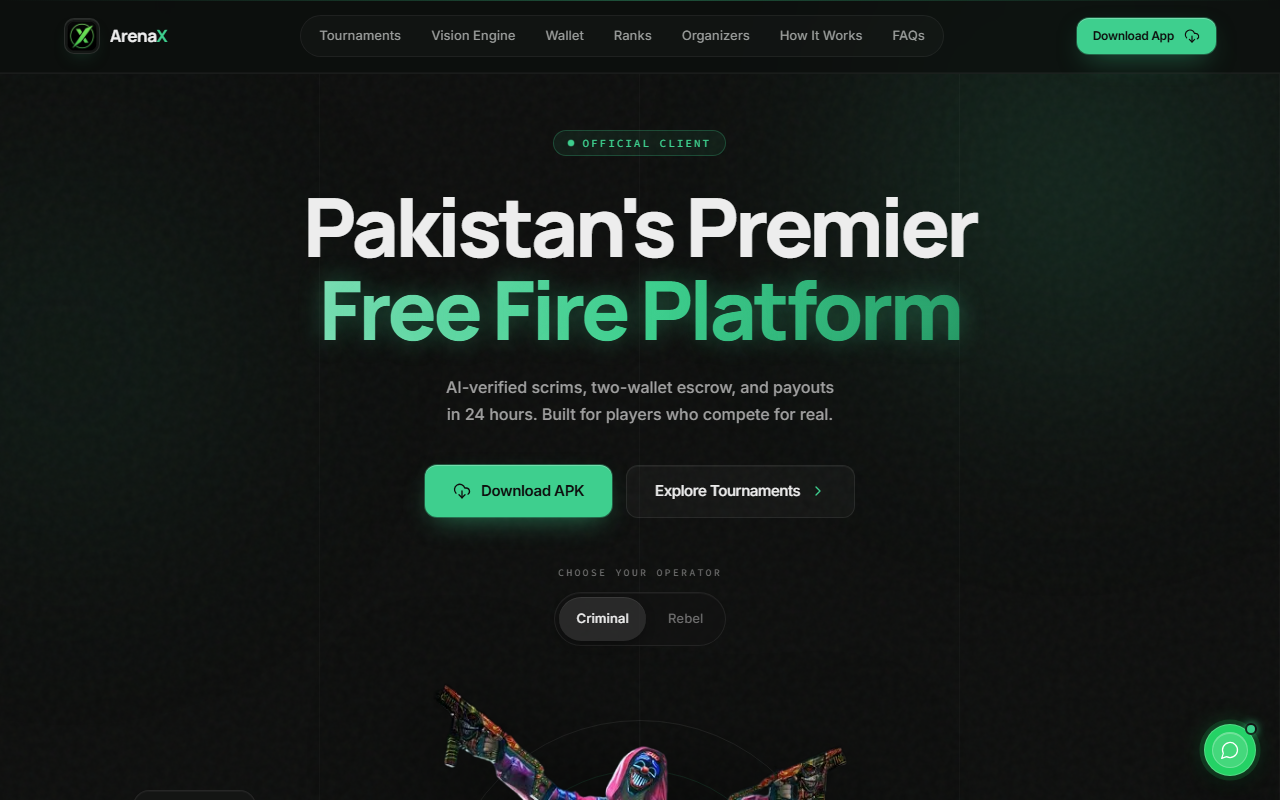 ArenaX
Tournaments
Vision Engine
Wallet
Ranks
Organizers
How It Works
FAQs
Download App
OFFICIAL CLIENT
Pakistan's Premier
Free Fire Platform
AI-verified scrims, two-wallet escrow, and payouts
in 24 hours. Built for players who compete for real.
Download APK
Explore Tournaments
CHOOSE YOUR OPERATOR
Criminal
Rebel